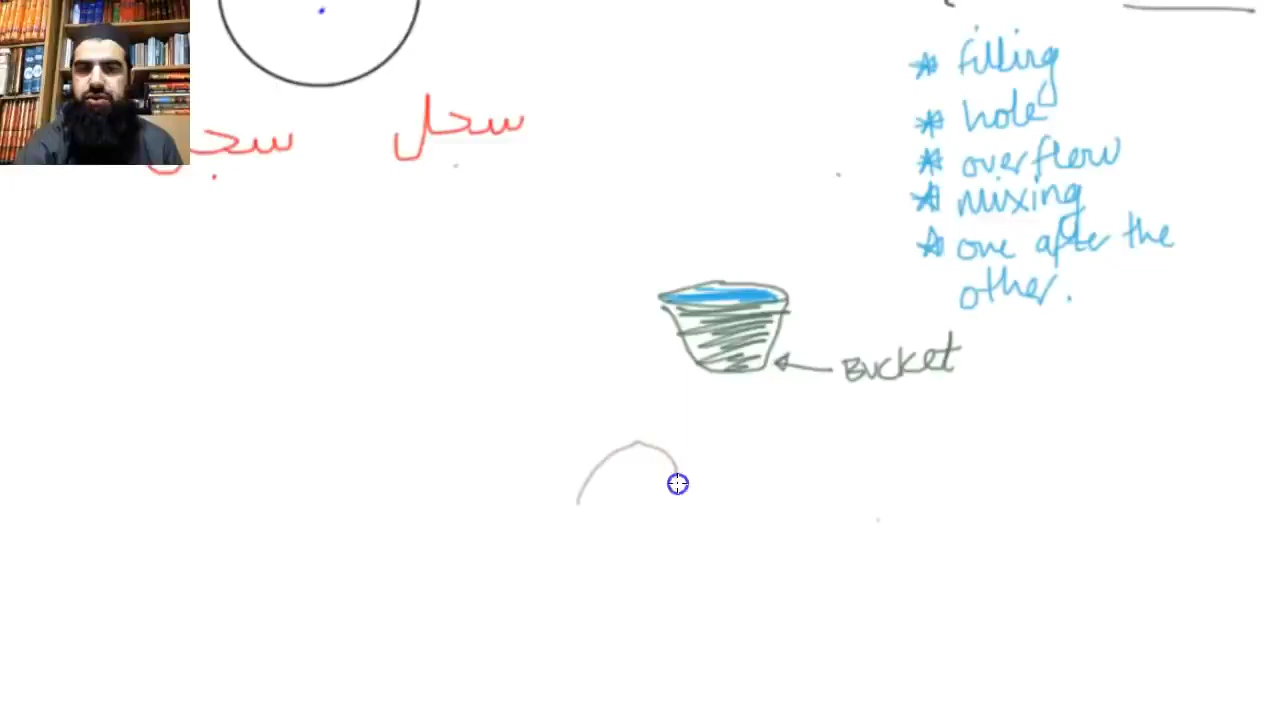 سجل
* filling
* hole
* overflow
* mixing
* one after the
other.
Bucket